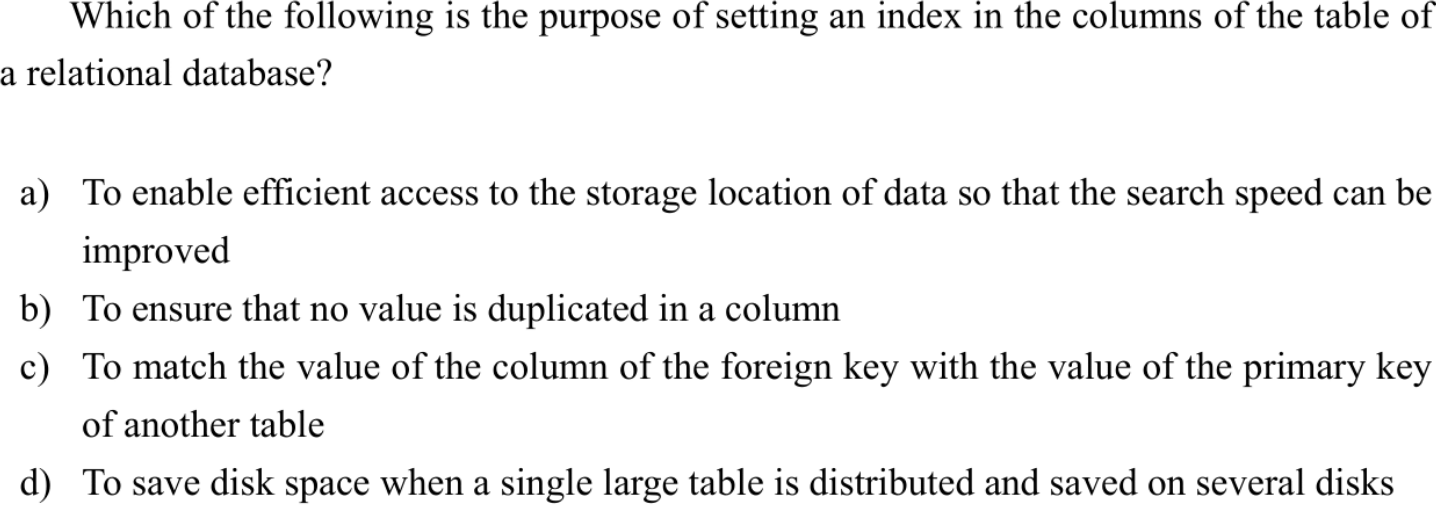 Which of the following is the purpose of setting an index in the columns of the table of
a relational database?
a) To enable efficient access to the storage location of data so that the search speed can be
improved
b) To ensure that no value is duplicated in a column
c) To match the value of the column of the foreign key with the value of the primary key
of another table
d) To save disk space when a single large table is distributed and saved on several disks